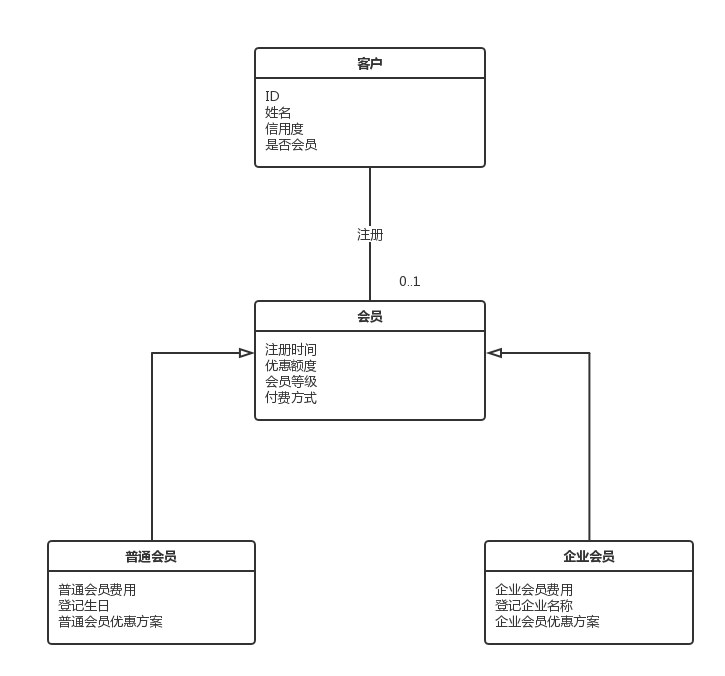 客户
ID
姓名
信用度
是否会员
注册
0..1
会员
注册时间
优惠额度
会员等级
付费方式
普通会员
普通会员费用
登记生日
普通会员优惠方案
企业会员
企业会员费用
登记企业名称
企业会员优惠方案